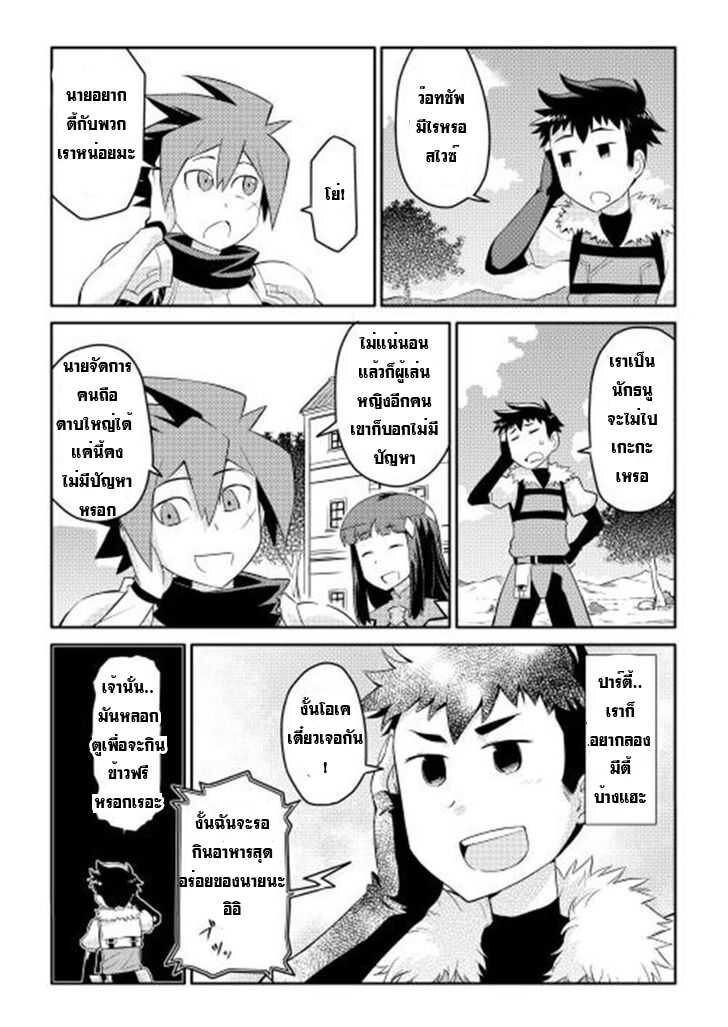 ว๊อทซัพ
มีไรหรอ
สไวซ์
โย่!
นายอยาก
ตี้กับพวก
เราหน่อยมะ
เราเป็น
นักธนู
จะไม่ไป
เกะกะ
เหรอ
ไม่แน่นอน
แล้วก็ผู้เล่น
หญิงอีกคน
เขาก็บอกไม่มี
ปัญหา
นายจัดการ
คนถือ
ดาบใหญ่ได้
แค่นี้คง
ไม่มีปัญหา
หรอก
ปาร์ตี้..
เราก็
อยากลอง
มีตี้
บ้างแฮะ
งั้นโอเค
เดี๋ยวเจอกัน
!
งั้นฉันจะรอ
กินอาหารสุด
อร่อยของนายนะ
อิอิ
เจ้านั่น..
มันหลอก
ตูเพื่อจะกิน
ข้าวฟรี
หรอกเรอะ